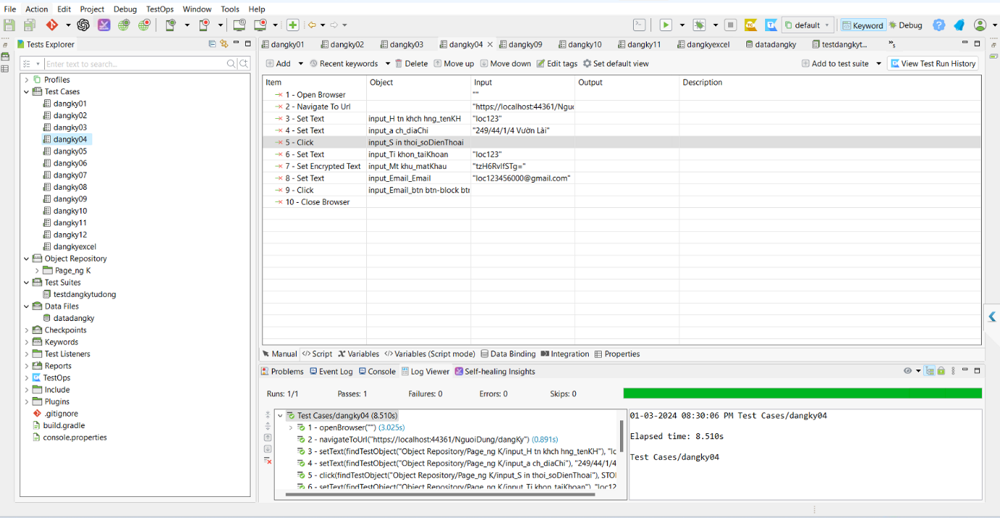 File Action Edit Project Debug TestOps Window Tools Help
default Keyword Debug
Tests Explorer
Enter text to search...
Profiles
Test Cases
dangky01
dangky02
dangky03
dangky04
dangky05
dangky06
dangky07
dangky08
dangky09
dangky10
dangky11
dangky12
dangkyexcel
Object Repository
Page_ng K
Test Suites
testdangkytudong
Data Files
datadangky
Checkpoints
Keywords
Test Listeners
Reports
TestOps
Include
Plugins
.gitignore
build.gradle
console.properties
dangky01 dangky02 dangky03 dangky04 dangky09 dangky10 dangky11 dangkyexcel datadangky testdangkyt... »5
Add Recent keywords Delete Move up Move down Edit tags Set default view Add to test suite View Test Run History
Item Object Input Output Description
1 - Open Browser ""
2 - Navigate To Url "https://localhost:44361/Nguo
3 - Set Text input_H tn khch hng_tenKH "loc123"
4 - Set Text input_a ch_diaChi "249/44/1/4 Vườn Lài"
5 - Click input_S in thoi_soDienThoai
6 - Set Text input_Ti khon_taiKhoan "loc123"
7 - Set Encrypted Text input_Mt khu_matKhau "tzH6RvlfSTg="
8 - Set Text input_Email_Email "loc123456000@gmail.com"
9 - Click input_Email_btn btn-block btn
10 - Close Browser
Manual Script Variables Variables (Script mode) Data Binding Integration Properties
Problems Event Log Console Log Viewer Self-healing Insights
Runs: 1/1 Passes: 1 Failures: 0 Errors: 0 Skips: 0
Test Cases/dangky04 (8.510s)
1 - openBrowser("") (3.025s)
2 - navigateToUrl("https://localhost:44361/NguoiDung/dangKy") (0.891s)
3 - setText(findTestObject("Object Repository/Page_ng K/input_H tn khch hng_tenKH"), "lc
4 - setText(findTestObject("Object Repository/Page_ng K/input_a ch_diaChi"), "249/44/1/4
5 - click(findTestObject("Object Repository/Page_ng K/input_S in thoi_soDienThoai"), STOI
6 - setText(findTestObject("Object Repository/Page_ng K/input_Ti khon_taiKhoan"), "loc12
01-03-2024 08:30:06 PM Test Cases/dangky04
Elapsed time: 8.510s
Test Cases/dangky04